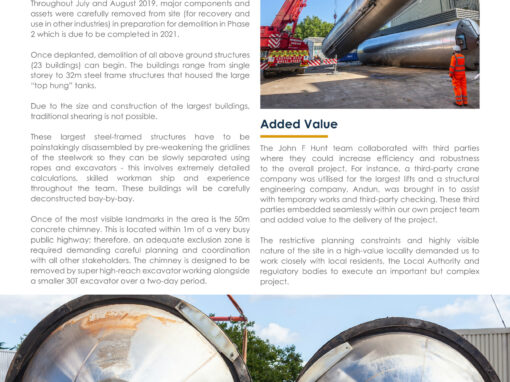 Throughout July and August 2019, major components and
assets were carefully removed from site (for recovery and
use in other industries) in preparation for demolition in Phase
2 which is due to be completed in 2021.
Once deplanted, demolition of all above ground structures
(23 buildings) can begin. The buildings range from single
storey to 32m steel frame structures that housed the large
“top hung” tanks.
Due to the size and construction of the largest buildings,
traditional shearing is not possible.
These largest steel-framed structures have to be
painstakingly disassembled by pre-weakening the gridlines
of the steelwork so they can be slowly separated using
ropes and excavators - this involves extremely detailed
calculations, skilled workman ship and experience
throughout the team. These buildings will be carefully
deconstructed bay-by-bay.
Once of the most visible landmarks in the area is the 50m
concrete chimney. This is located within 1m of a very busy
public highway; therefore, an adequate exclusion zone is
required demanding careful planning and coordination
with all other stakeholders. The chimney is designed to be
removed by super high-reach excavator working alongside
a smaller 30T excavator over a two-day period.
Added Value
The John F Hunt team collaborated with third parties
where they could increase efficiency and robustness
to the overall project. For instance, a third-party crane
company was utilised for the largest lifts and a structural
engineering company, Andun, was brought in to assist
with temporary works and third-party checking. These third
parties embedded seamlessly within our own project team
and added value to the delivery of the project.
The restrictive planning constraints and highly visible
nature of the site in a high-value locality demanded us to
work closely with local residents, the Local Authority and
regulatory bodies to execute an important but complex
project.